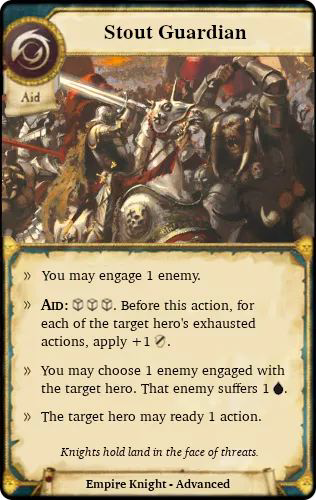 Stout Guardian
Aid
» You may engage 1 enemy.
» AID: . Before this action, for
each of the target hero's exhausted
actions, apply +1 .
» You may choose 1 enemy engaged with
the target hero. That enemy suffers 1 .
» The target hero may ready 1 action.
Knights hold land in the face of threats.
Empire Knight - Advanced